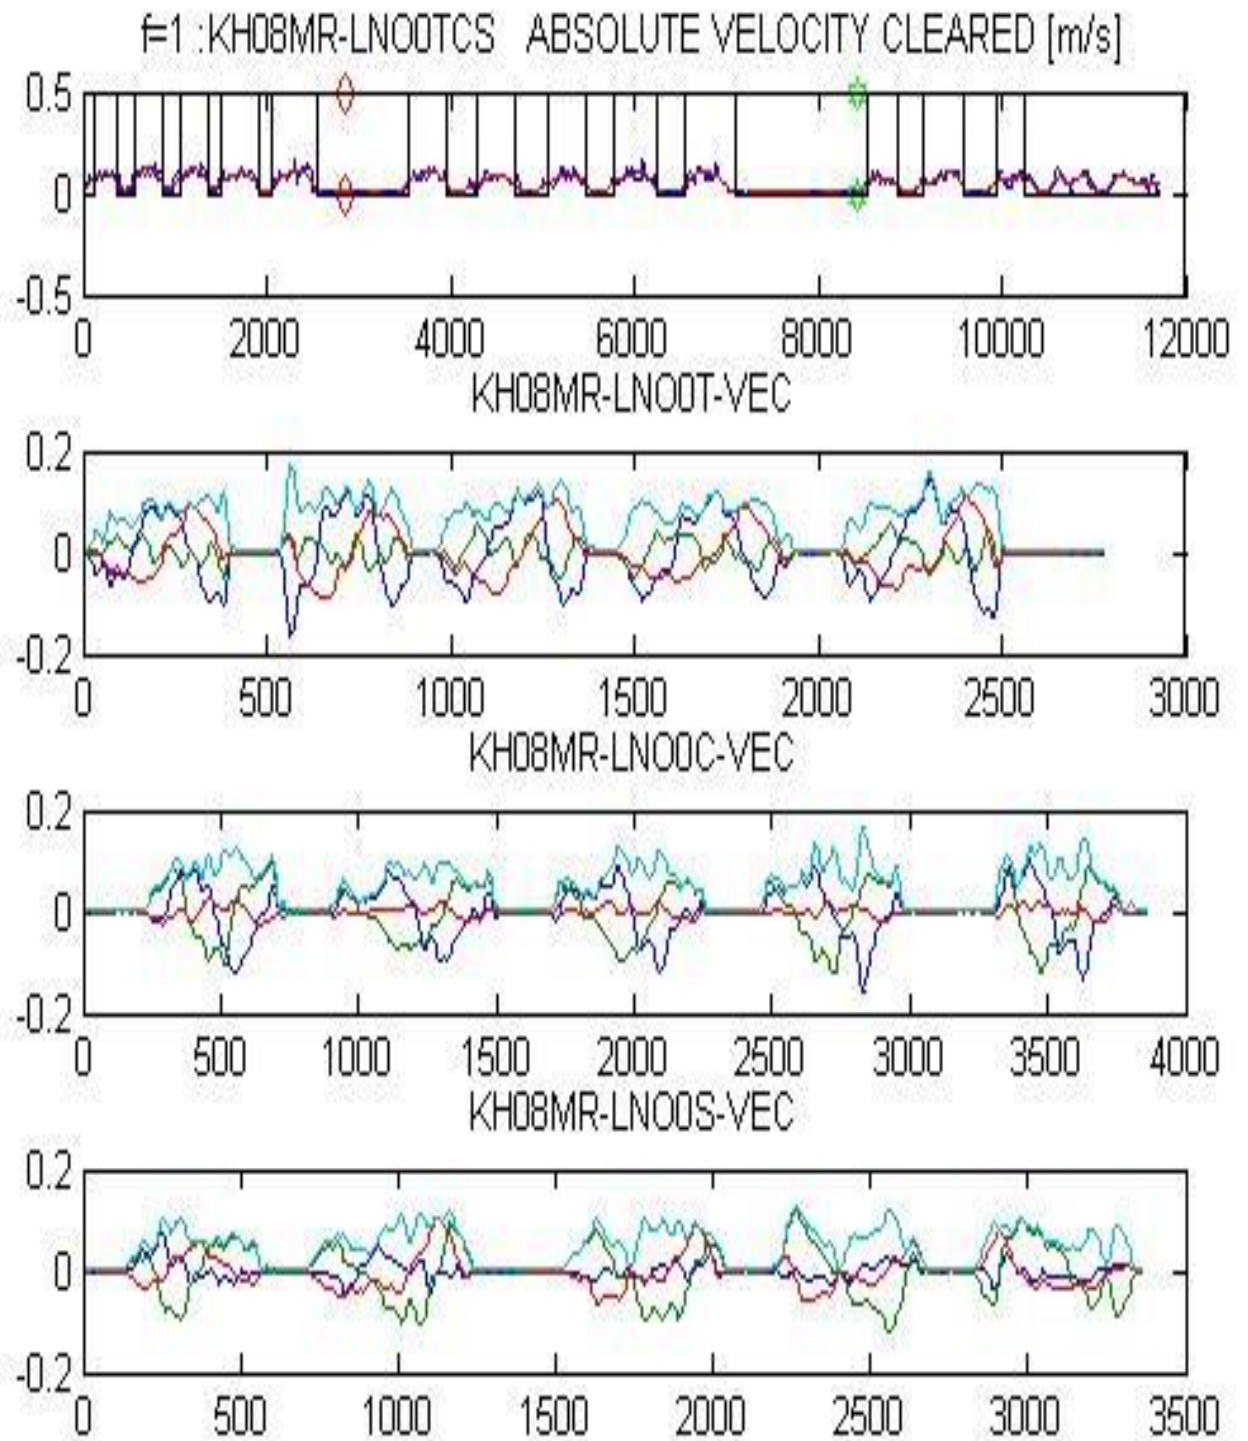 f=1 :KH08MR-LNO0TCS ABSOLUTE VELOCITY CLEARED [m/s]
0.5
0
-0.5
0 2000 4000 6000 8000 10000 12000
KH08MR-LNO0T-VEC
0.2
0
-0.2
0 500 1000 1500 2000 2500 3000
KH08MR-LNO0C-VEC
0.2
0
-0.2
0 500 1000 1500 2000 2500 3000 3500 4000
KH08MR-LNO0S-VEC
0.2
0
-0.2
0 500 1000 1500 2000 2500 3000 3500